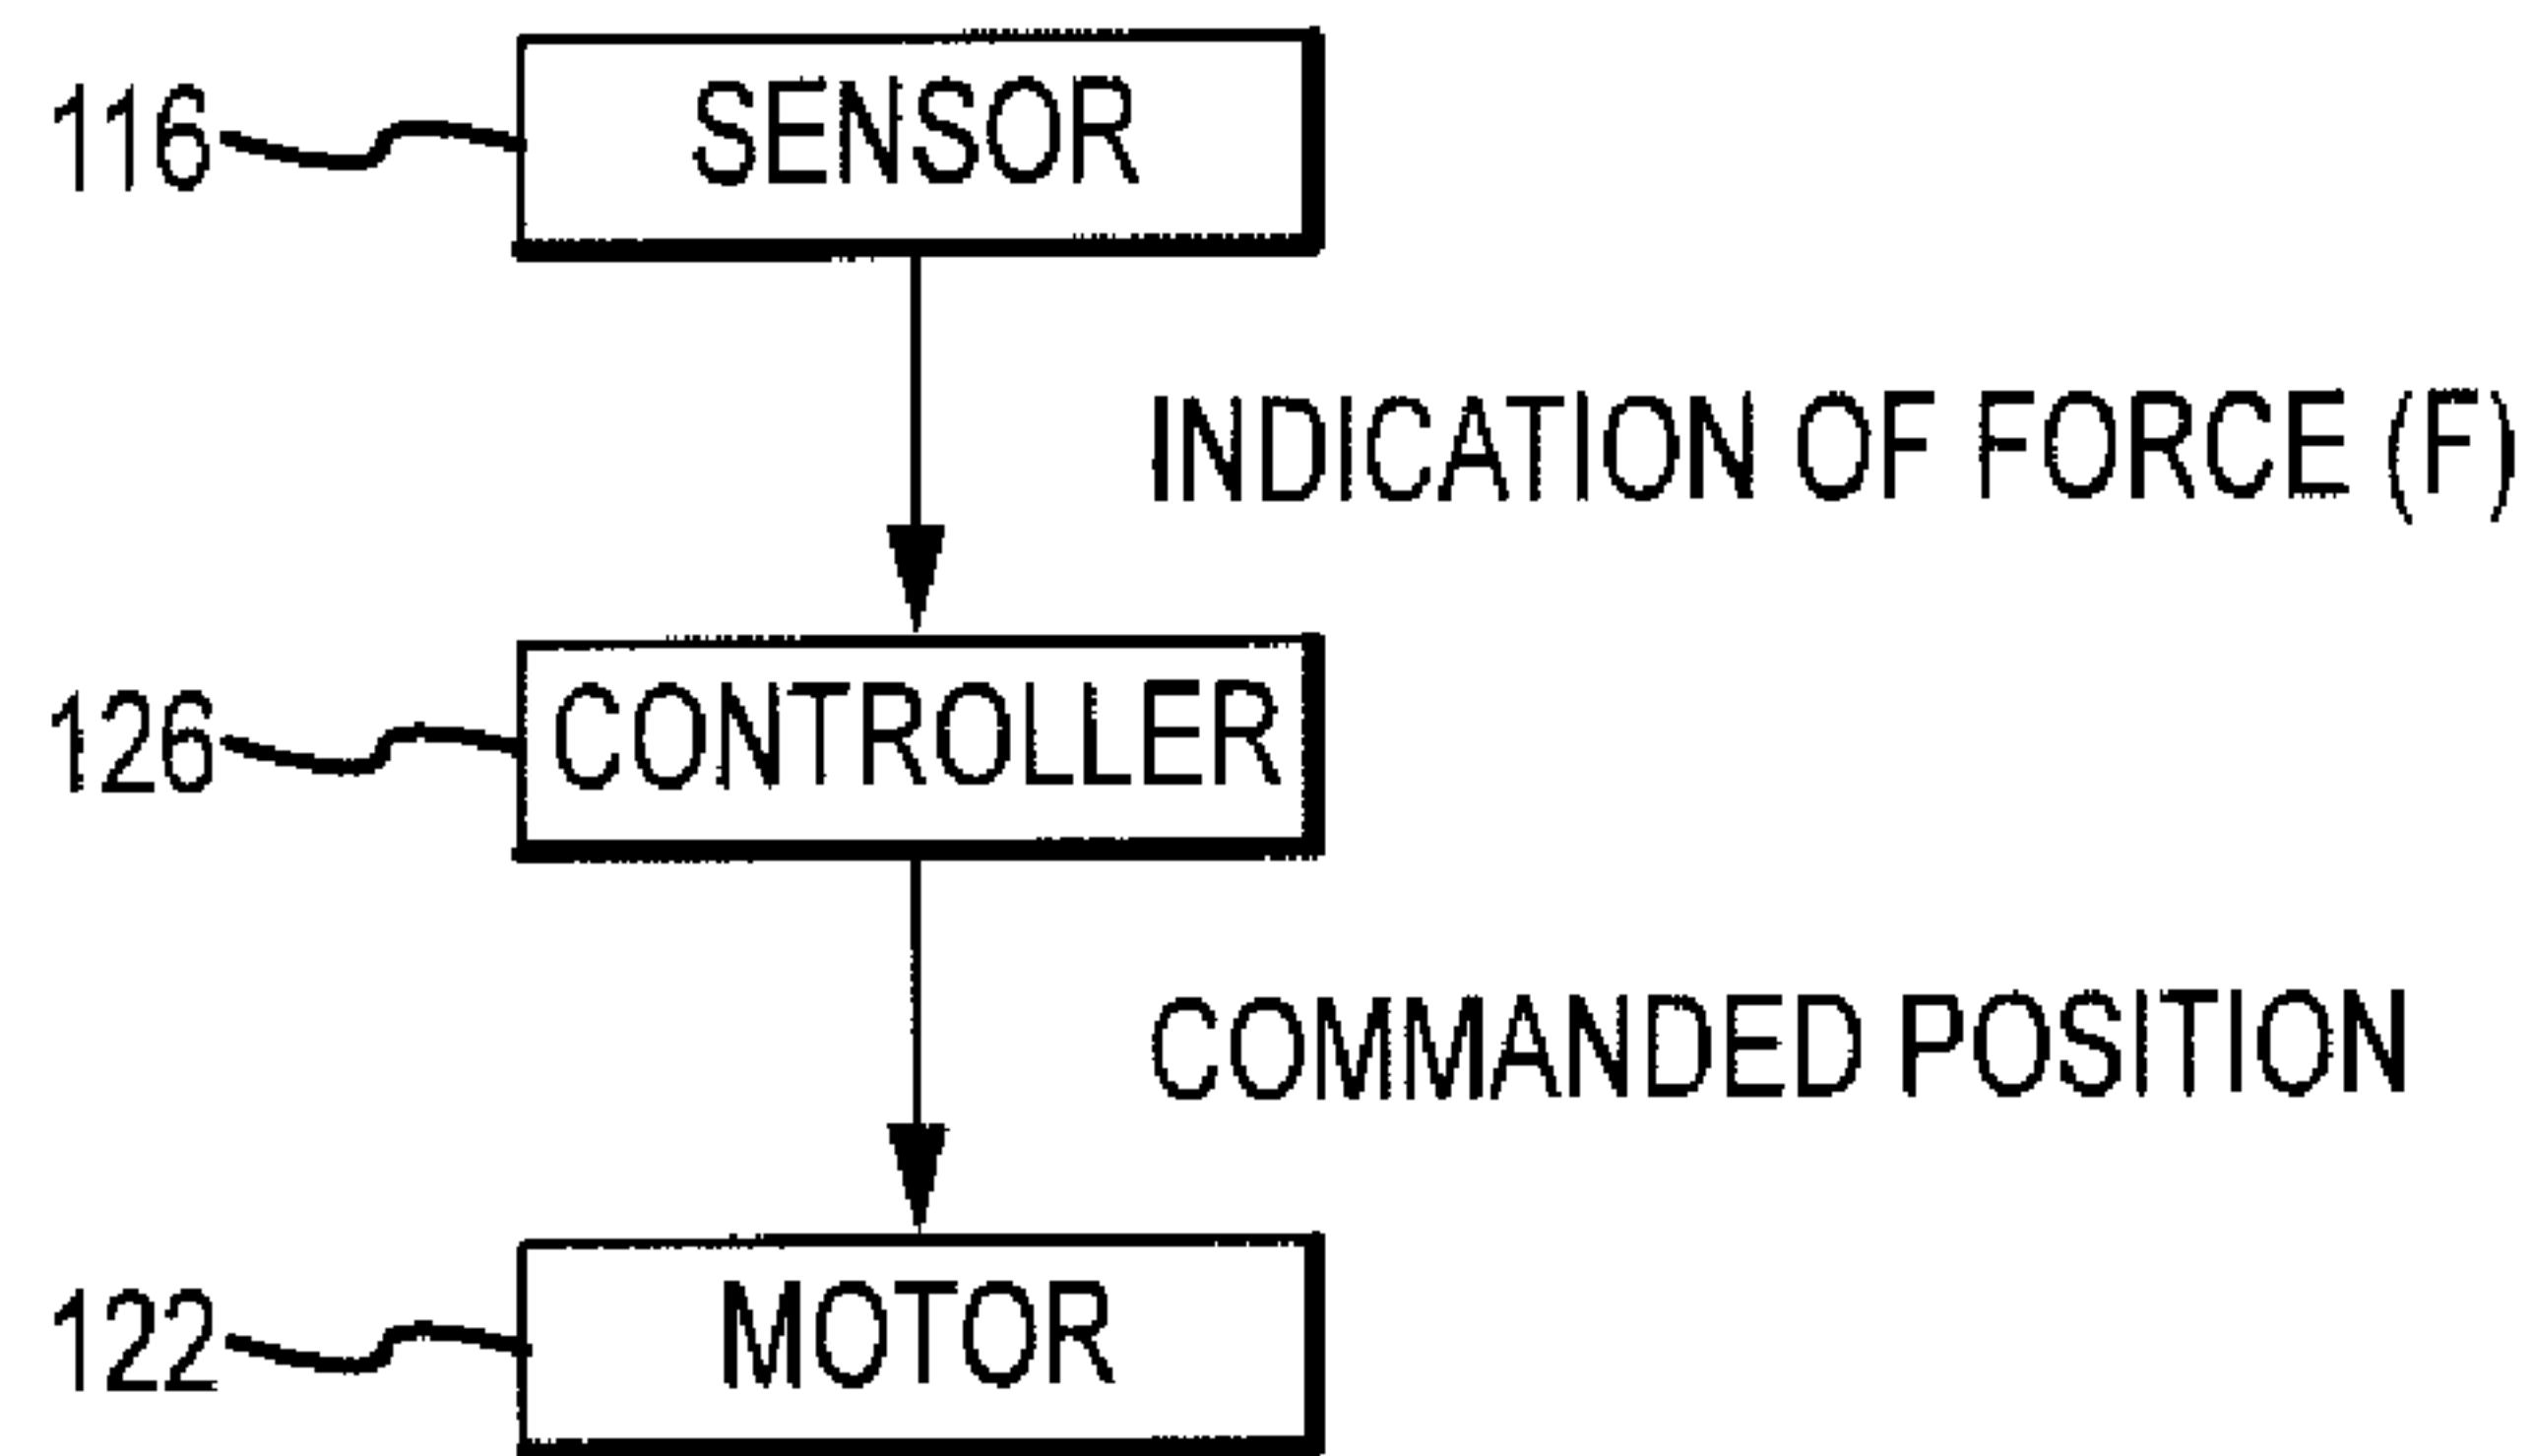 116 SENSOR
INDICATION OF FORCE (F)
126 CONTROLLER
COMMANDED POSITION
122 MOTOR